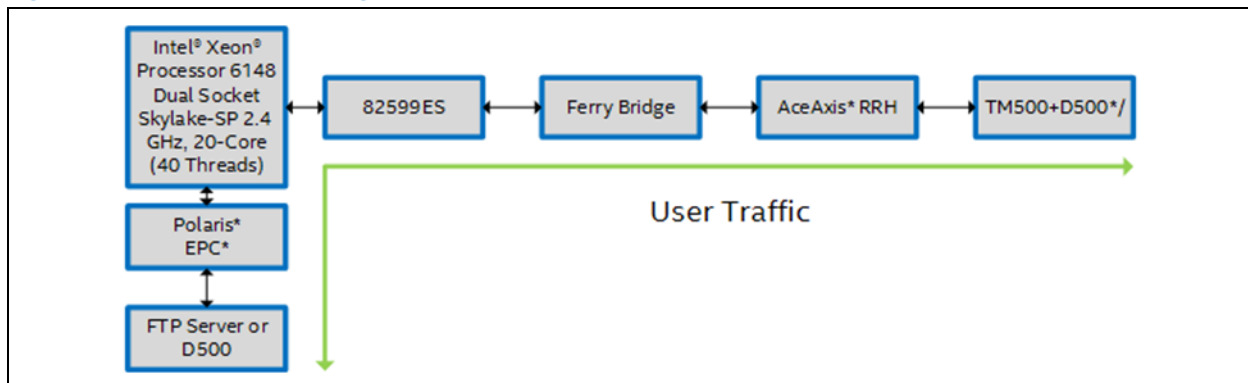 Intel® Xeon®
Processor 6148
Dual Socket
Skylake-SP 2.4
GHz, 20-Core
(40 Threads)
82599ES
Ferry Bridge
AceAxis* RRH
TM500+D500*/
User Traffic
Polaris*
EPC*
FTP Server or
D500